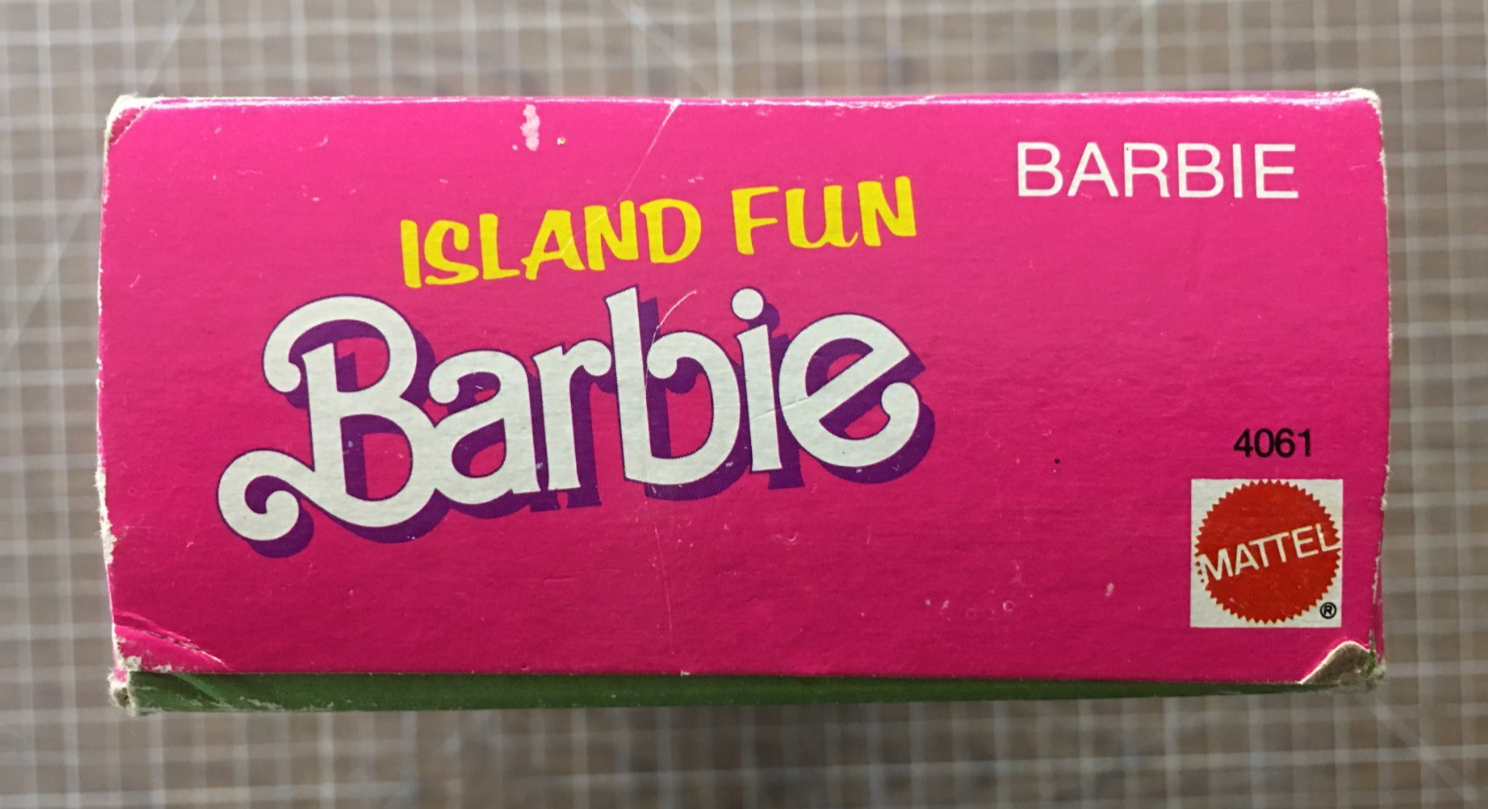 BARBIE
ISLAND FUN
Barbie
4061
MATTEL
®